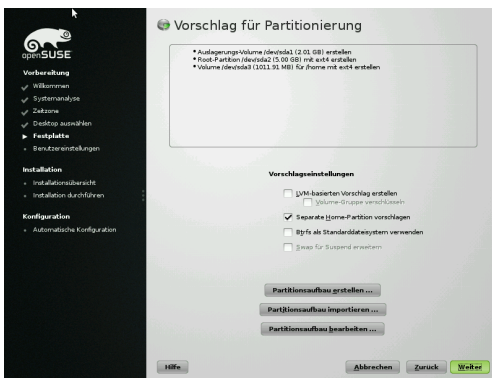 openSUSE
Vorbereitung
Willkommen
Systemanalyse
Zeitzone
Desktop auswählen
Festplatte
Benutzereinstellungen
Installation
Installationsübersicht
Installation durchführen
Konfiguration
Automatische Konfiguration
Vorschlag für Partitionierung
Auslagerungs-Volume /dev/sda1 (2.01 GB) erstellen
Root-Partition /dev/sda2 (5.00 GB) mit ext4 erstellen
Volume /dev/sda3 (1011.91 MB) für /home mit ext4 erstellen
Vorschlagseinstellungen
LVM-basierten Vorschlag erstellen
Volume-Gruppe verschlüsseln
Separate Home-Partition vorschlagen
Btrfs als Standarddateisystem verwenden
Swap für Suspend erweitern
Partitionsaufbau erstellen ...
Partitionsaufbau importieren ...
Partitionsaufbau bearbeiten ...
Hilfe
Abbrechen
Zurück
Weiter